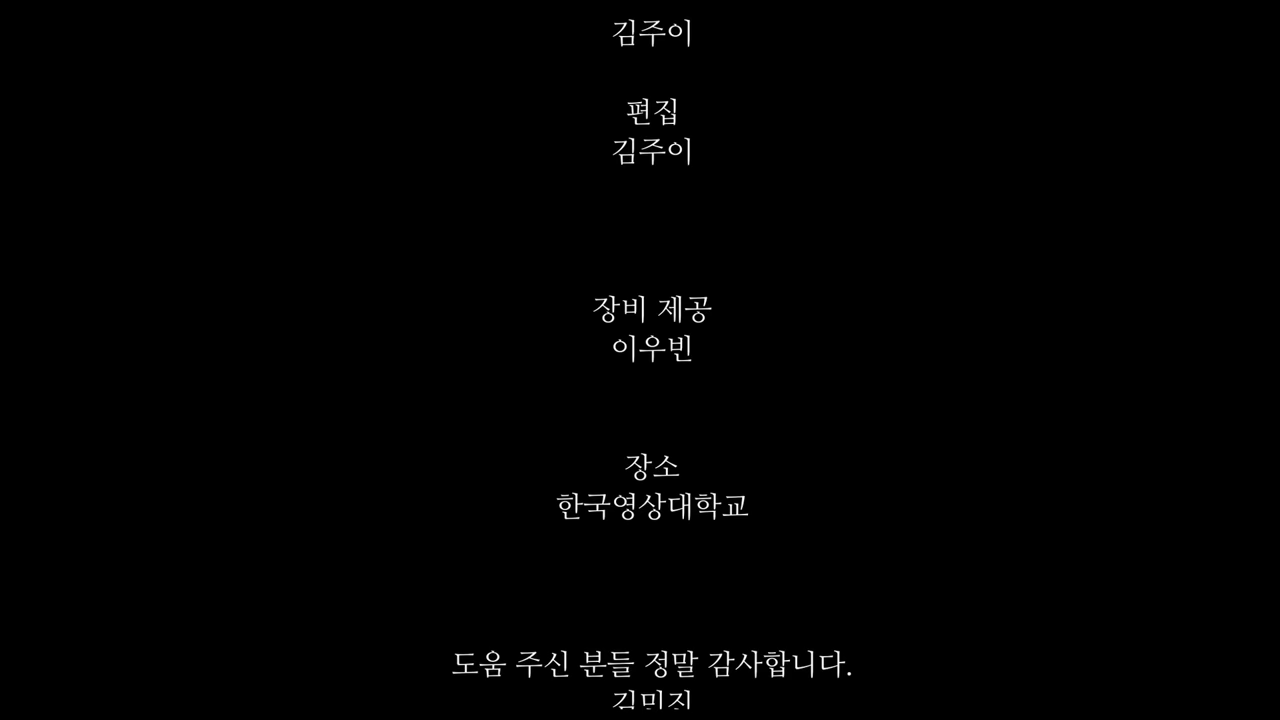 김주이
편집
김주이
장비 제공
이우빈
장소
한국영상대학교
도움 주신 분들 정말 감사합니다.